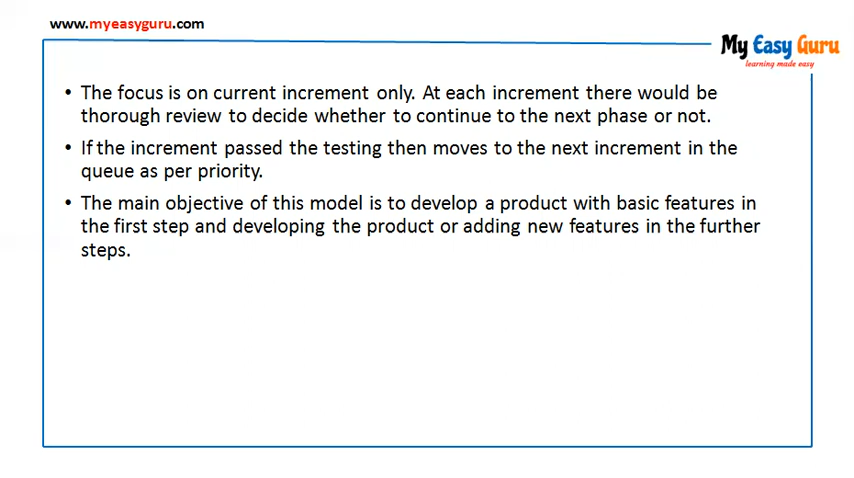 www.myeasyguru.com
My Easy Guru
learning made easy
• The focus is on current increment only. At each increment there would be
thorough review to decide whether to continue to the next phase or not.
• If the increment passed the testing then moves to the next increment in the
queue as per priority.
• The main objective of this model is to develop a product with basic features in
the first step and developing the product or adding new features in the further
steps.